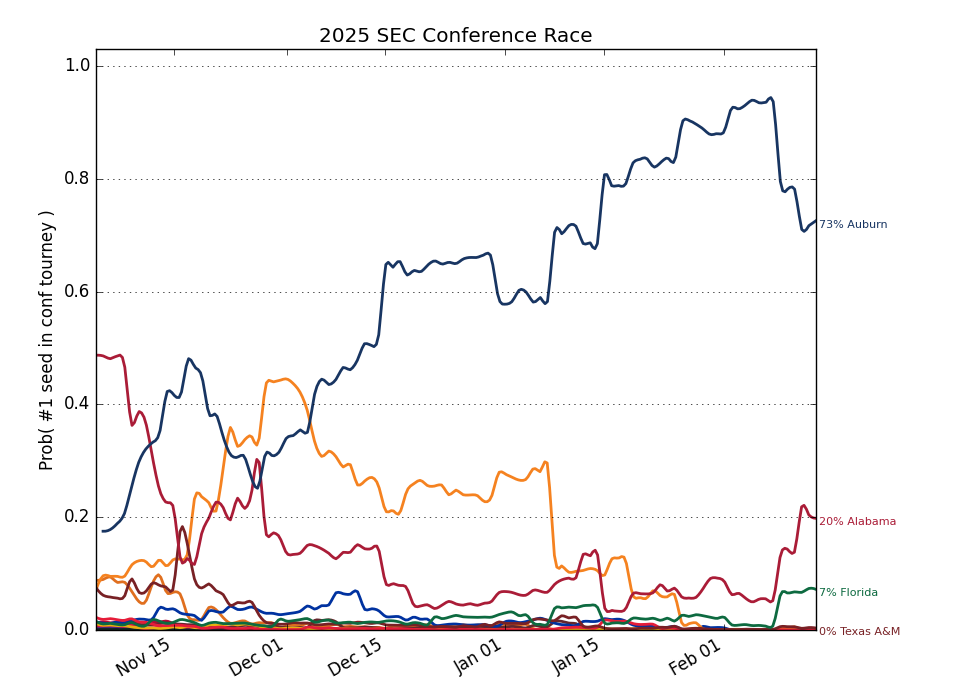 2025 SEC Conference Race
Prob( #1 seed in conf tourney )
1.0
0.8
0.6
0.4
0.2
0.0
73% Auburn
20% Alabama
7% Florida
0% Texas A&M
Nov 15
Dec 01
Dec 15
Jan 01
Jan 15
Feb 01